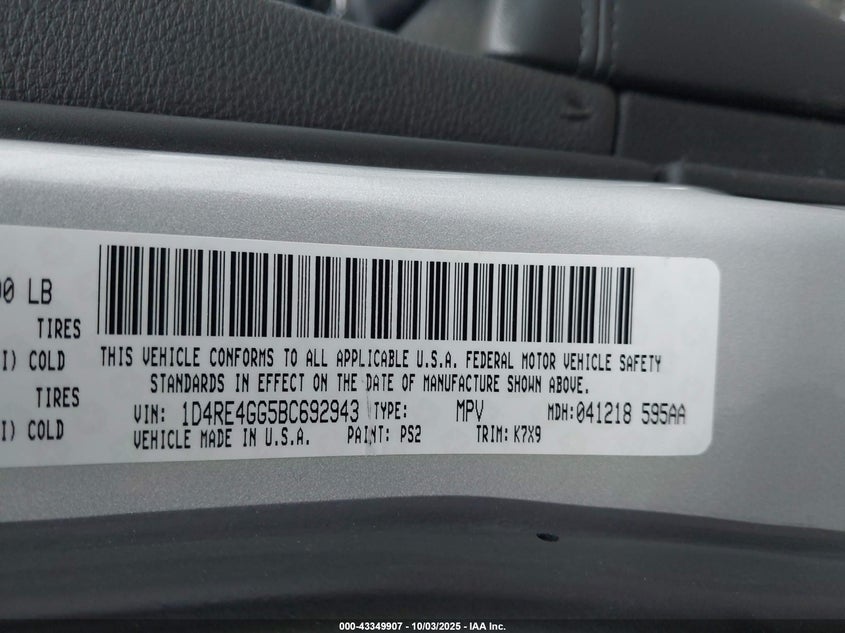 00 LB
TIRES
I) COLD
TIRES
I) COLD
THIS VEHICLE CONFORMS TO ALL APPLICABLE U.S.A. FEDERAL MOTOR VEHICLE SAFETY
STANDARDS IN EFFECT ON THE DATE OF MANUFACTURE SHOWN ABOVE.
VIN: 1D4RE4GG5BC692943 TYPE: MPV MDH: 041218 595AA
VEHICLE MADE IN U.S.A. PAINT: PS2 TRIM: K7X9
000-43349907 - 10/03/2025 - IAA Inc.